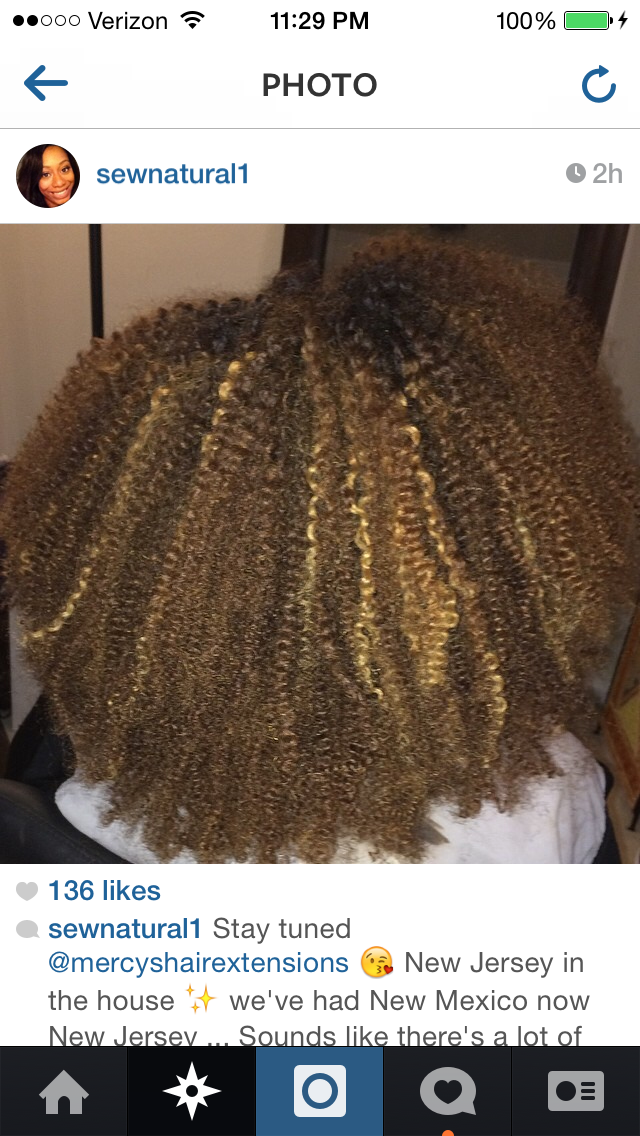 Verizon 11:29 PM 100%
PHOTO
sewnatural1 2h
136 likes
sewnatural1 Stay tuned
@mercyshairextensions 😘 New Jersey in
the house ✨ we've had New Mexico now
New Jersey ... Sounds like there's a lot of